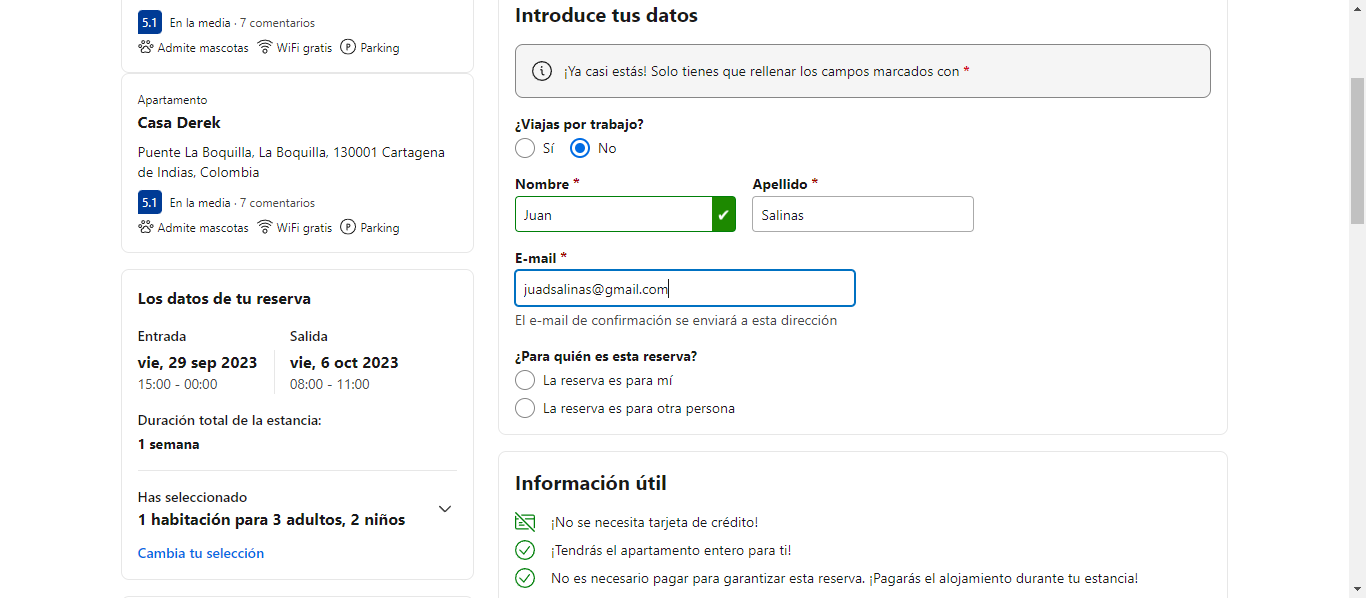 5.1 En la media · 7 comentarios
Admite mascotas WiFi gratis Parking
Apartamento
Casa Derek
Puente La Boquilla, La Boquilla, 130001 Cartagena
de Indias, Colombia
5.1 En la media · 7 comentarios
Admite mascotas WiFi gratis Parking
Los datos de tu reserva
Entrada Salida
vie, 29 sep 2023 vie, 6 oct 2023
15:00 - 00:00 08:00 - 11:00
Duración total de la estancia:
1 semana
Has seleccionado
1 habitación para 3 adultos, 2 niños
Cambia tu selección
Introduce tus datos
¡Ya casi estás! Solo tienes que rellenar los campos marcados con *
¿Viajas por trabajo?
Sí No
Nombre * Apellido *
Juan Salinas
E-mail *
juadsalinas@gmail.com
El e-mail de confirmación se enviará a esta dirección
¿Para quién es esta reserva?
La reserva es para mí
La reserva es para otra persona
Información útil
¡No se necesita tarjeta de crédito!
¡Tendrás el apartamento entero para ti!
No es necesario pagar para garantizar esta reserva. ¡Pagarás el alojamiento durante tu estancia!